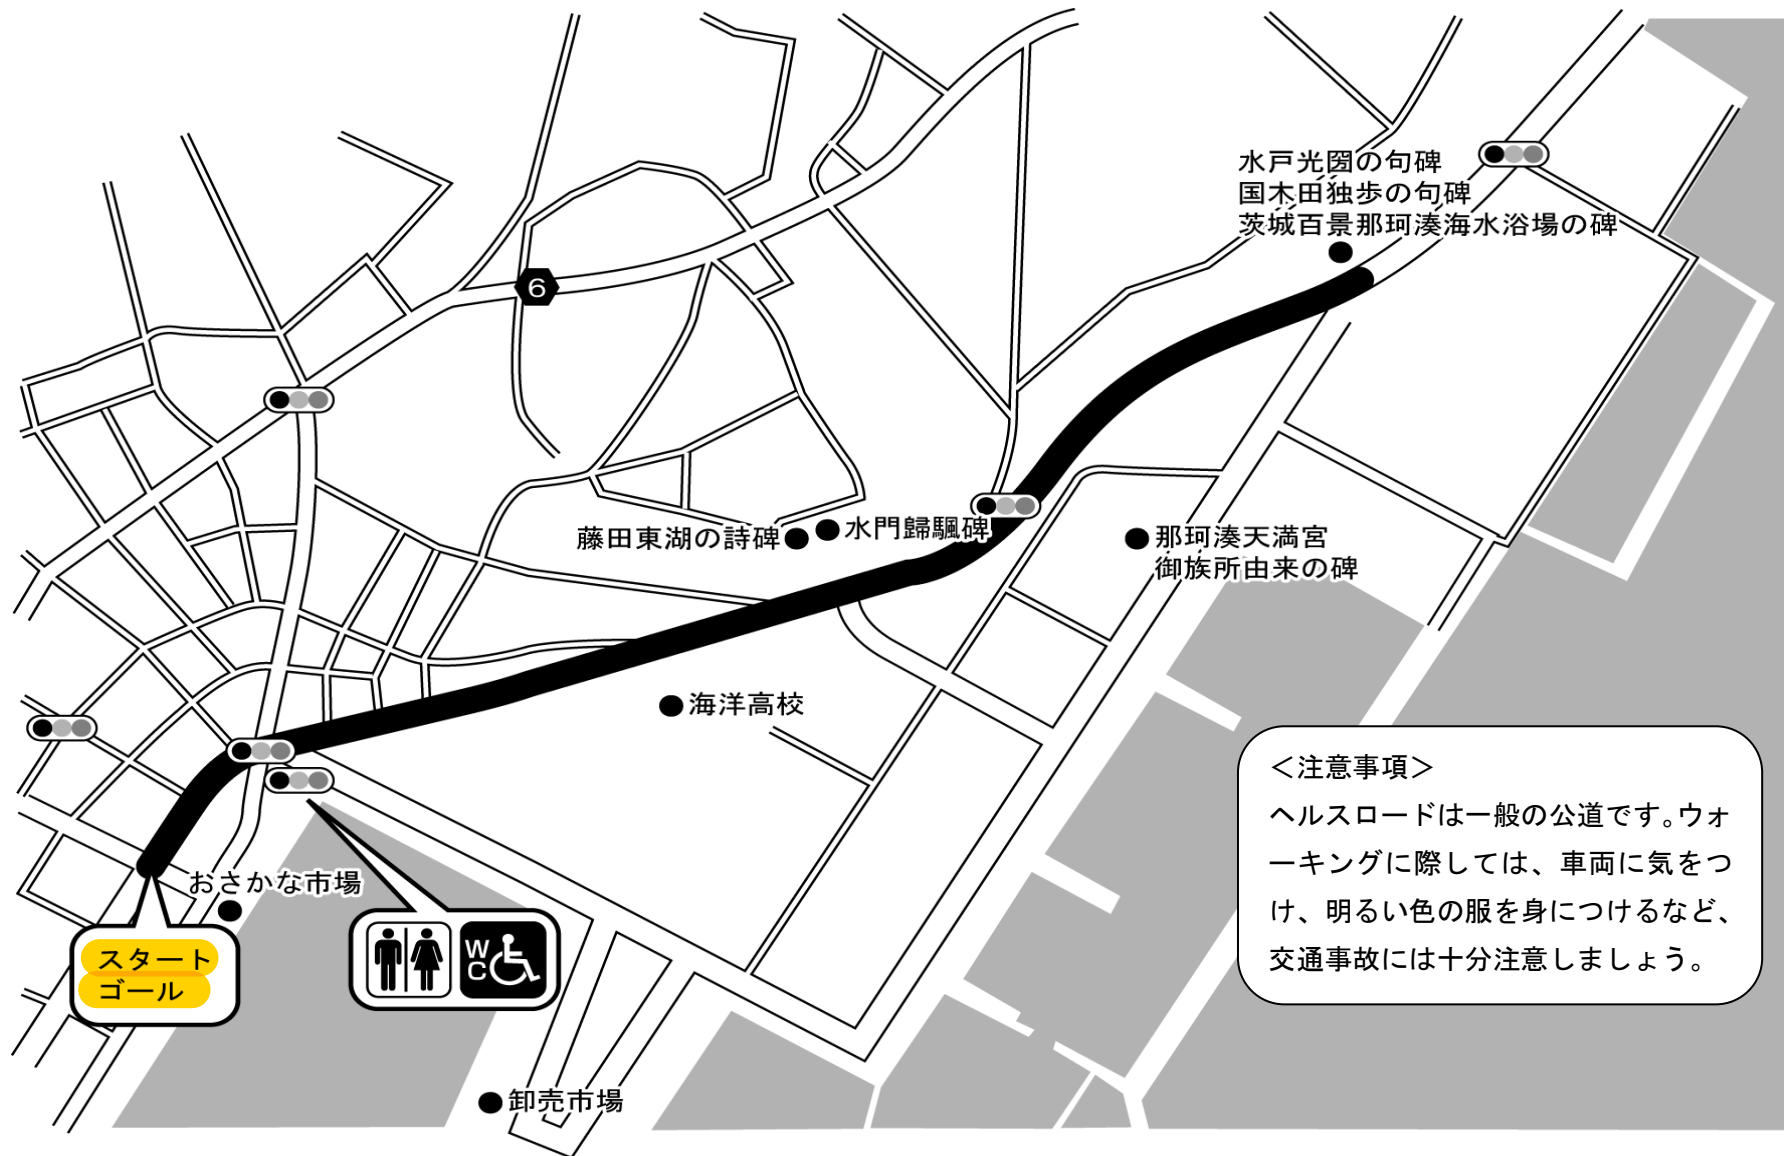 水戸光圀の句碑
国木田独歩の句碑
茨城百景那珂湊海水浴場の碑
6
藤田東湖の詩碑
水門歸颿碑
那珂湊天満宮
御族所由来の碑
海洋高校
おさかな市場
スタート
ゴール
WC
卸売市場
＜注意事項＞
ヘルスロードは一般の公道です。ウォ
ーキングに際しては、車両に気をつ
け、明るい色の服を身につけるなど、
交通事故には十分注意しましょう。